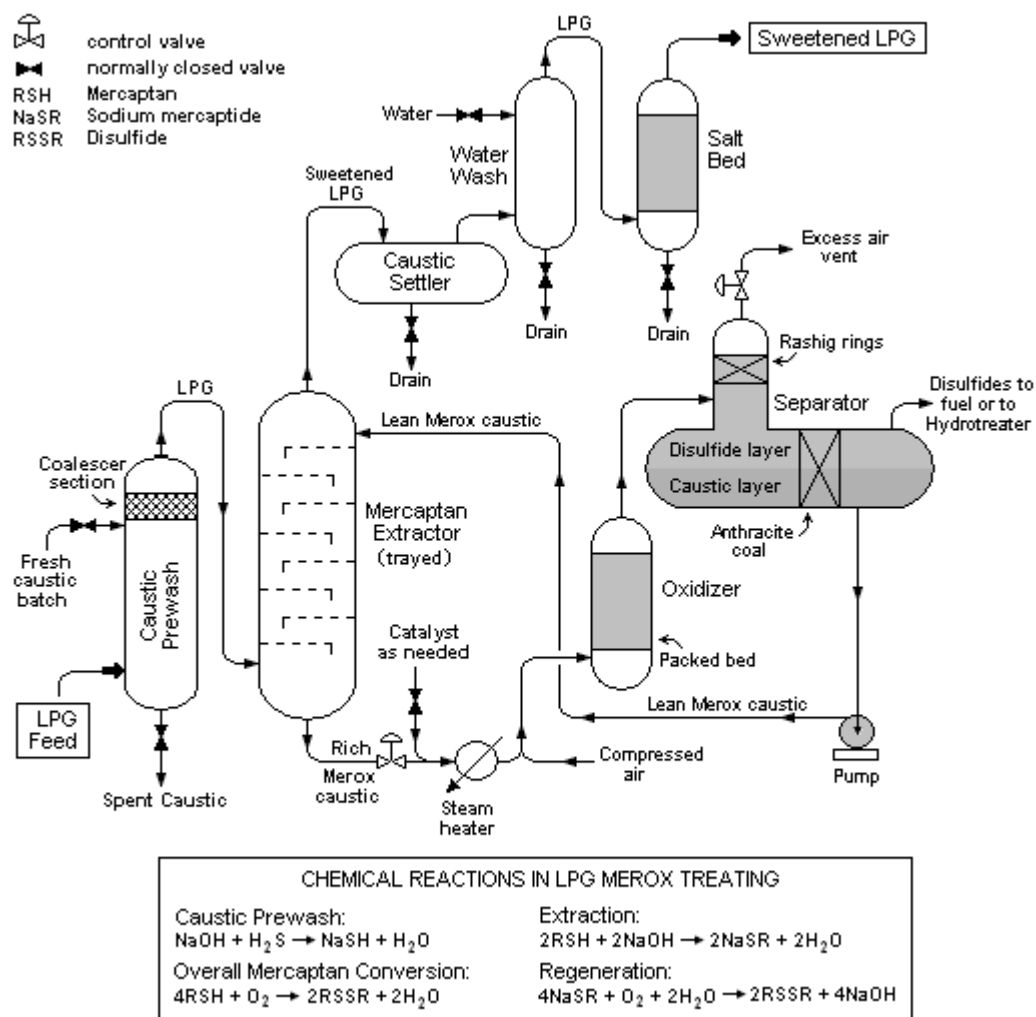 control valve
normally closed valve
RSH Mercaptan
NaSR Sodium mercaptide
RSSR Disulfide
LPG
Sweetened LPG
Water
Water
Wash
Salt
Bed
Sweetened
LPG
Caustic
Settler
Drain
Drain
Drain
Excess air
vent
Rashig rings
Separator
Disulfides to
fuel or to
Hydrotreater
Disulfide layer
Caustic layer
Anthracite
coal
LPG
Coalescer
section
Fresh
caustic
batch
Caustic
Prewash
LPG
Feed
Spent Caustic
Lean Merox caustic
Mercaptan
Extractor
(trayed)
Catalyst
as needed
Oxidizer
Packed bed
Lean Merox caustic
Rich
Merox
caustic
Steam
heater
Compressed
air
Pump
CHEMICAL REACTIONS IN LPG MEROX TREATING
Caustic Prewash:
NaOH + H₂S → NaSH + H₂O
Extraction:
2RSH + 2NaOH → 2NaSR + 2H₂O
Overall Mercaptan Conversion:
4RSH + O₂ → 2RSSR + 2H₂O
Regeneration:
4NaSR + O₂ + 2H₂O → 2RSSR + 4NaOH